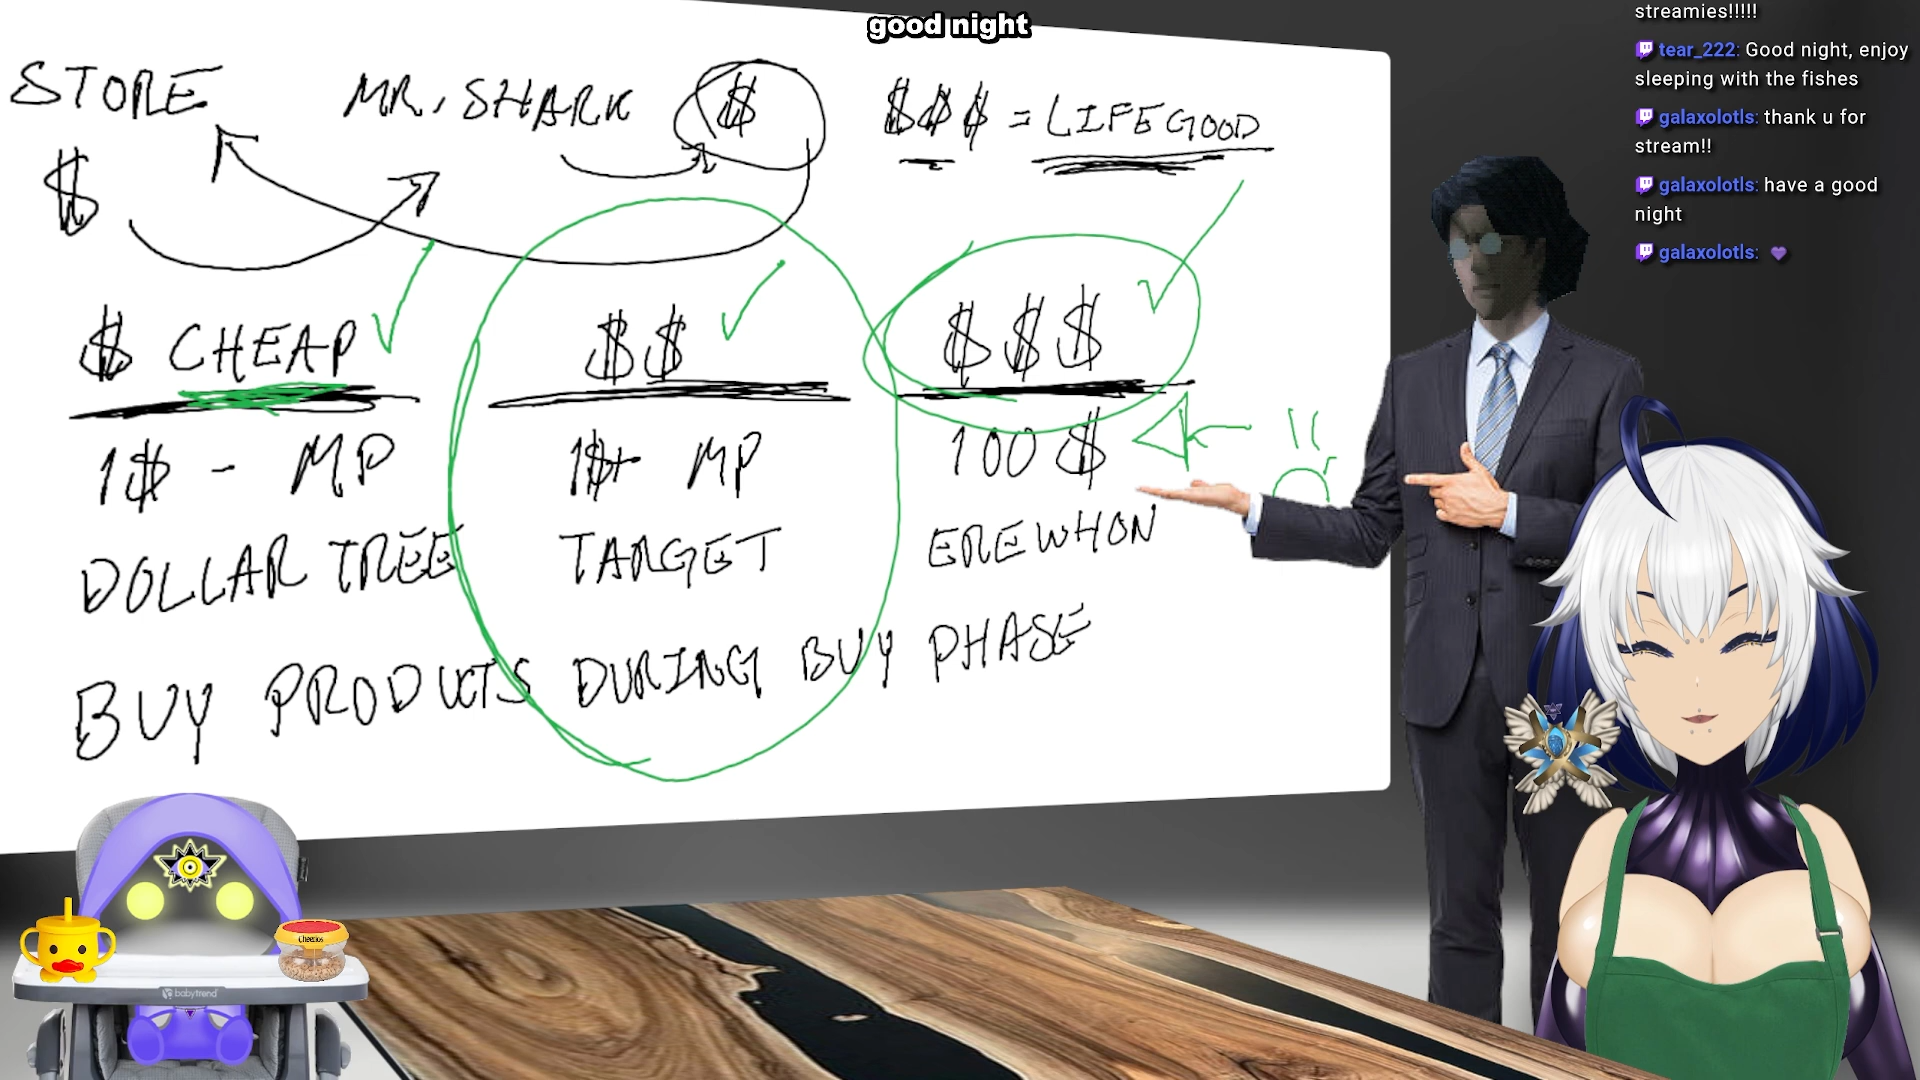 good night
STORE MR. SHARK $ $$$ = LIFE GOOD
$
$ CHEAP $$ $$$
1$ - MP 1$+ MP 100$
DOLLAR TREE TARGET EREWHON
BUY PRODUCTS DURING BUY PHASE
streamies!!!!!
tear_222: Good night, enjoy
sleeping with the fishes
galaxolotls: thank u for
stream!!
galaxolotls: have a good
night
galaxolotls:
Cheerios
babytrend